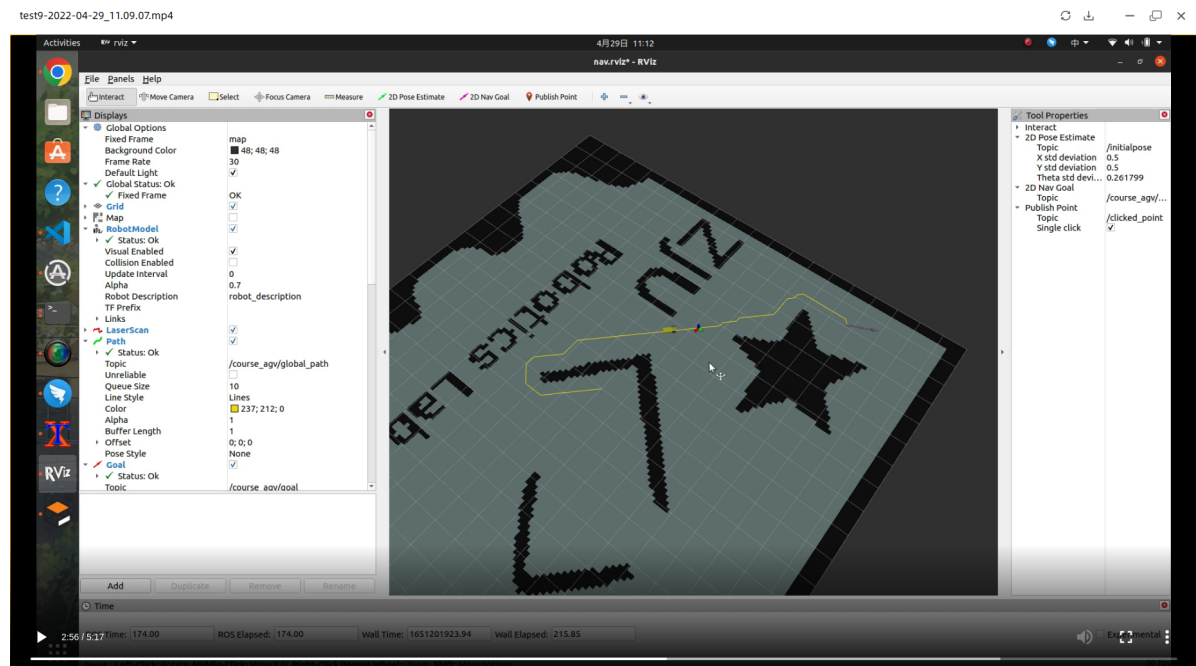 test9-2022-04-29_11.09.07.mp4
Activities
rviz
4月29日 11:12
中
nav.rviz* - RViz
File Panels Help
Interact
Move Camera
Select
Focus Camera
Measure
2D Pose Estimate
2D Nav Goal
Publish Point
Displays
Global Options
Fixed Frame map
Background Color 48; 48; 48
Frame Rate 30
Default Light
Global Status: Ok
Fixed Frame OK
Grid
Map
RobotModel
Status: Ok
Visual Enabled
Collision Enabled
Update Interval 0
Alpha 0.7
Robot Description robot_description
TF Prefix
Links
LaserScan
Path
Status: Ok
Topic /course_agv/global_path
Unreliable
Queue Size 10
Line Style Lines
Color 237; 212; 0
Alpha 1
Buffer Length 1
Offset 0; 0; 0
Pose Style None
Goal
Status: Ok
Topic /course_agv/goal
Add Duplicate Remove Rename
ZJU
Robotics Lab
Tool Properties
Interact
2D Pose Estimate
Topic /initialpose
X std deviation 0.5
Y std deviation 0.5
Theta std devi... 0.261799
2D Nav Goal
Topic /course_agv/...
Publish Point
Topic /clicked_point
Single click
RViz
Time
2:56 / 5:17
Time: 174.00
ROS Elapsed: 174.00
Wall Time: 1651201923.94
Wall Elapsed: 215.85
Experimental